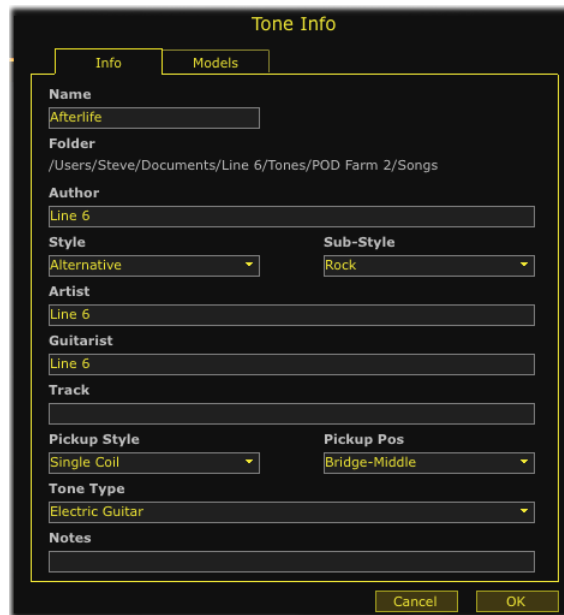 Tone Info
Info Models
Name
Afterlife
Folder
/Users/Steve/Documents/Line 6/Tones/POD Farm 2/Songs
Author
Line 6
Style Sub-Style
Alternative Rock
Artist
Line 6
Guitarist
Line 6
Track
Pickup Style Pickup Pos
Single Coil Bridge-Middle
Tone Type
Electric Guitar
Notes
Cancel OK